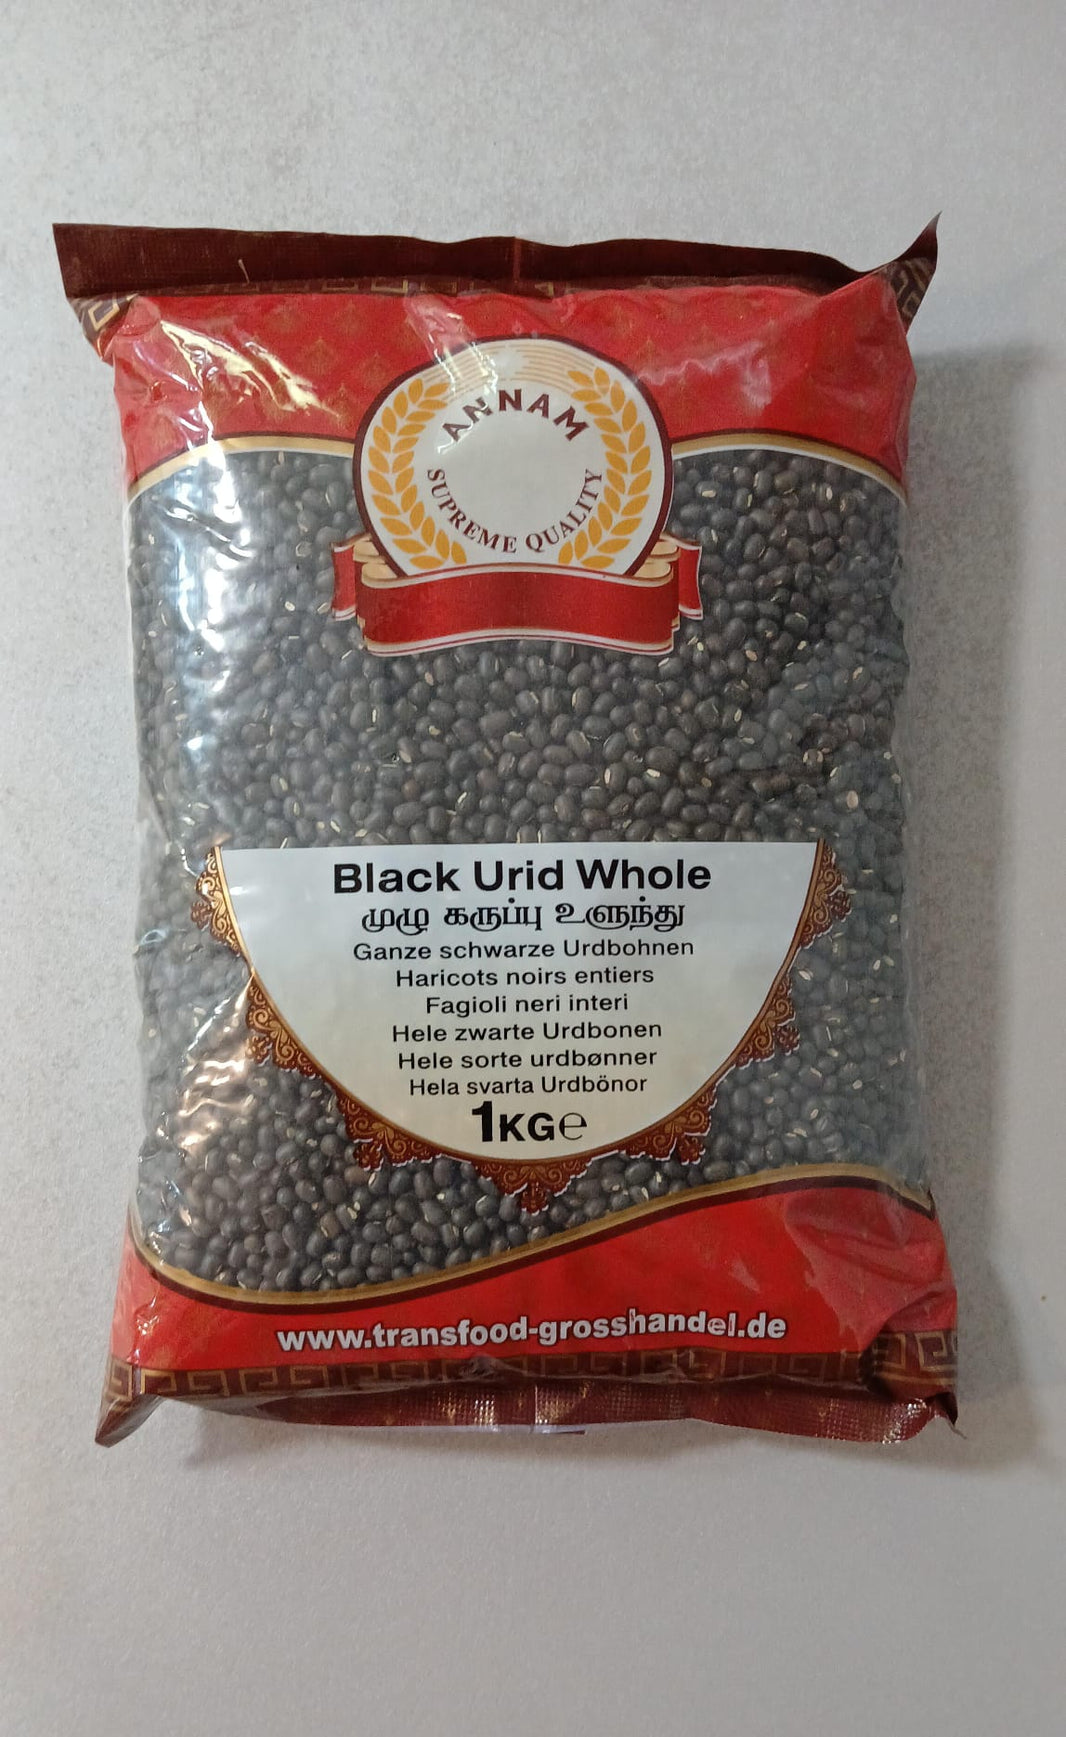 ANNAM
SUPREME QUALITY
Black Urid Whole
முழு கருப்பு உளுந்து
Ganze schwarze Urdbohnen
Haricots noirs entiers
Fagioli neri interi
Hele zwarte Urdbonen
Hele sorte urdbønner
Hela svarta Urdbönor
1KG℮
www.transfood-grosshandel.de